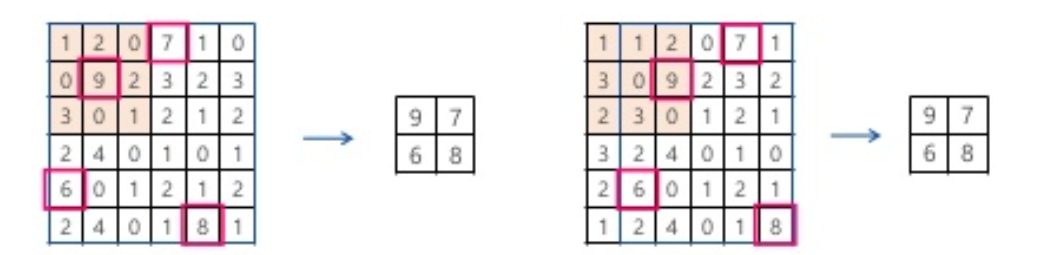 1 2 0 7 1 0
0 9 2 3 2 3
3 0 1 2 1 2
2 4 0 1 0 1
6 0 1 2 1 2
2 4 0 1 8 1
9 7
6 8
1 1 2 0 7 1
3 0 9 2 3 2
2 3 0 1 2 1
3 2 4 0 1 0
2 6 0 1 2 1
1 2 4 0 1 8
9 7
6 8